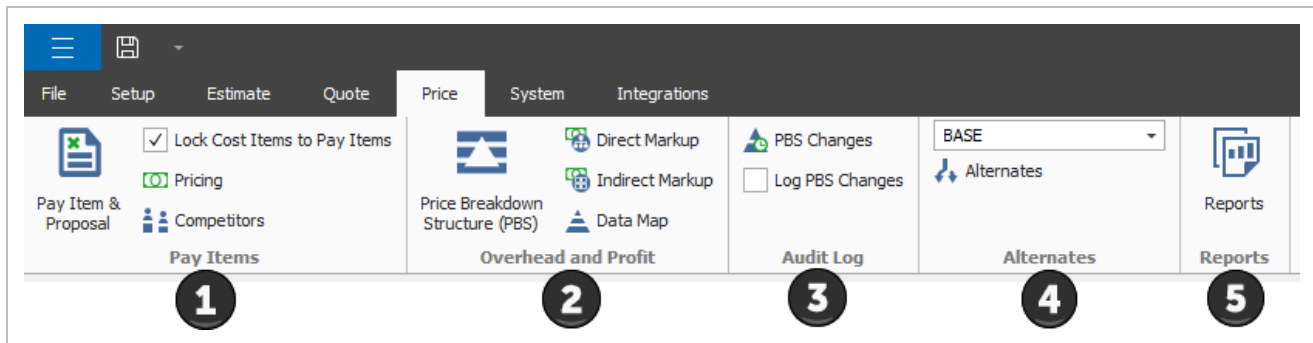 File Setup Estimate Quote Price System Integrations
Pay Item &
Proposal
Lock Cost Items to Pay Items
Pricing
Competitors
Pay Items
Price Breakdown
Structure (PBS)
Direct Markup
Indirect Markup
Data Map
Overhead and Profit
PBS Changes
Log PBS Changes
Audit Log
BASE
Alternates
Alternates
Reports
Reports
1 2 3 4 5